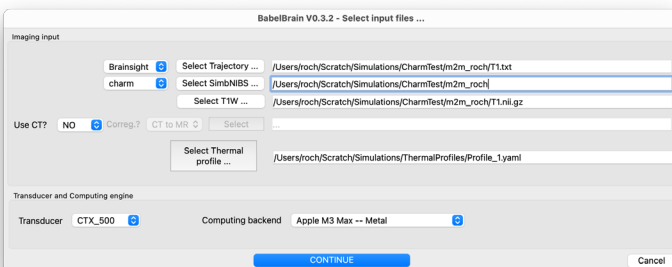 BabelBrain V0.3.2 - Select input files ...
Imaging input
Brainsight Select Trajectory ... /Users/roch/Scratch/Simulations/CharmTest/m2m_roch/T1.txt
charm Select SimbNIBS ... /Users/roch/Scratch/Simulations/CharmTest/m2m_roch
Select T1W ... /Users/roch/Scratch/Simulations/CharmTest/m2m_roch/T1.nii.gz
Use CT? NO Correg.? CT to MR Select ...
Select Thermal
profile ... /Users/roch/Scratch/Simulations/ThermalProfiles/Profile_1.yaml
Transducer and Computing engine
Transducer CTX_500 Computing backend Apple M3 Max -- Metal
CONTINUE Cancel